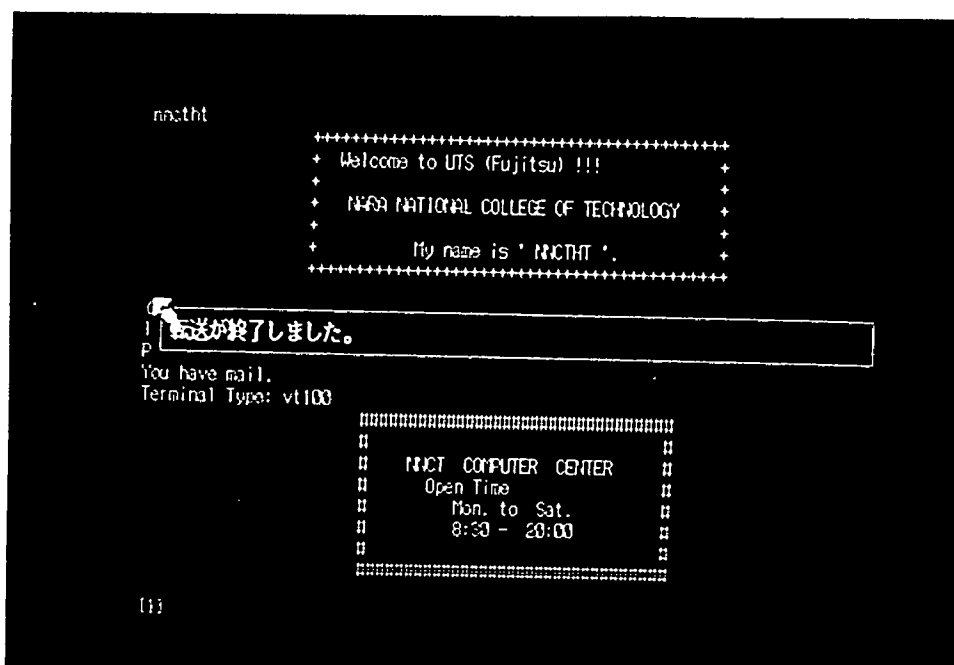 nnctht
+++++++++++++++++++++++++++++++++++++++++++++
+ Welcome to UTS (Fujitsu) !!! +
+ +
+ NARA NATIONAL COLLEGE OF TECHNOLOGY +
+ +
+ My name is ' NNCTHT '. +
+++++++++++++++++++++++++++++++++++++++++++++
転送が終了しました。
P
You have mail.
Terminal Type: vt100
##################################
# #
# NNCT COMPUTER CENTER #
# Open Time #
# Mon. to Sat. #
# 8:30 - 20:00 #
# #
##################################
[1]